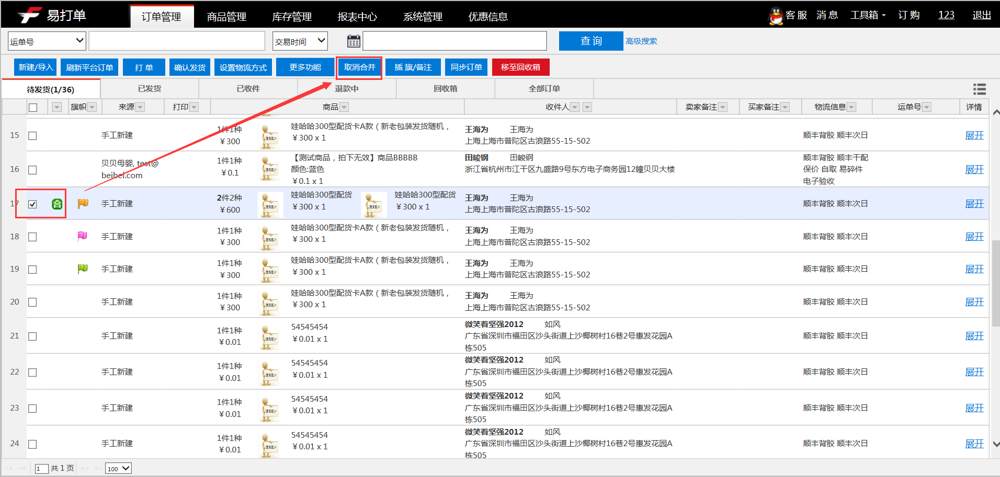 易打单 订单管理 商品管理 库存管理 报表中心 系统管理 优惠信息 客 服 消 息 工具箱 订 购 123 退出
运单号 交易时间 查 询 高级搜索
新建/导入 刷新平台订单 打 单 确认发货 设置物流方式 更多功能 取消合并 插 旗/备注 同步订单 移至回收箱
待发货(1/36) 已发货 已收件 退款中 回收箱 全部订单
旗帜 来源 打印 商品 收件人 卖家备注 买家备注 物流信息 运单号 详情
15 手工新建 1件1种 娃哈哈300型配货卡A款（新老包装发货随机， 王海为 王海为 顺丰背胶 顺丰次日 展开
￥300 ￥300 x 1 上海上海市普陀区古浪路55-15-502
16 贝贝母婴, test@ 1件1种 【测试商品，拍下无效】商品BBBBB 田峻钢 田峻钢 顺丰背胶 顺丰干配 展开
beibei.com ￥0.1 颜色:蓝色 浙江省杭州市江干区九盛路9号东方电子商务园12幢贝贝大楼 保价 自取 易碎件
￥0.1 x 1 电子验收
17 合 手工新建 2件2种 娃哈哈300型配货 娃哈哈300型配货 王海为 王海为 顺丰背胶 顺丰次日 展开
￥600 ￥300 x 1 ￥300 x 1 上海上海市普陀区古浪路55-15-502
18 手工新建 1件1种 娃哈哈300型配货卡A款（新老包装发货随机， 王海为 王海为 顺丰背胶 顺丰次日 展开
￥300 ￥300 x 1 上海上海市普陀区古浪路55-15-502
19 手工新建 1件1种 娃哈哈300型配货卡A款（新老包装发货随机， 王海为 王海为 顺丰背胶 顺丰次日 展开
￥300 ￥300 x 1 上海上海市普陀区古浪路55-15-502
20 手工新建 1件1种 娃哈哈300型配货卡A款（新老包装发货随机， 王海为 王海为 顺丰背胶 顺丰次日 展开
￥300 ￥300 x 1 上海上海市普陀区古浪路55-15-502
21 手工新建 1件1种 54545454 微笑着坚强2012 如风 顺丰背胶 顺丰次日 展开
￥0.01 ￥0.01 x 1 广东省深圳市福田区沙头街道上沙椰树村16巷2号惠发花园A
栋505
22 手工新建 1件1种 54545454 微笑着坚强2012 如风 顺丰背胶 顺丰次日 展开
￥0.01 ￥0.01 x 1 广东省深圳市福田区沙头街道上沙椰树村16巷2号惠发花园A
栋505
23 手工新建 1件1种 54545454 微笑着坚强2012 如风 顺丰背胶 顺丰次日 展开
￥0.01 ￥0.01 x 1 广东省深圳市福田区沙头街道上沙椰树村16巷2号惠发花园A
栋505
24 手工新建 1件1种 54545454 微笑着坚强2012 如风 顺丰背胶 顺丰次日 展开
￥0.01 ￥0.01 x 1 广东省深圳市福田区沙头街道上沙椰树村16巷2号惠发花园A
栋505
1 共 1 页 100